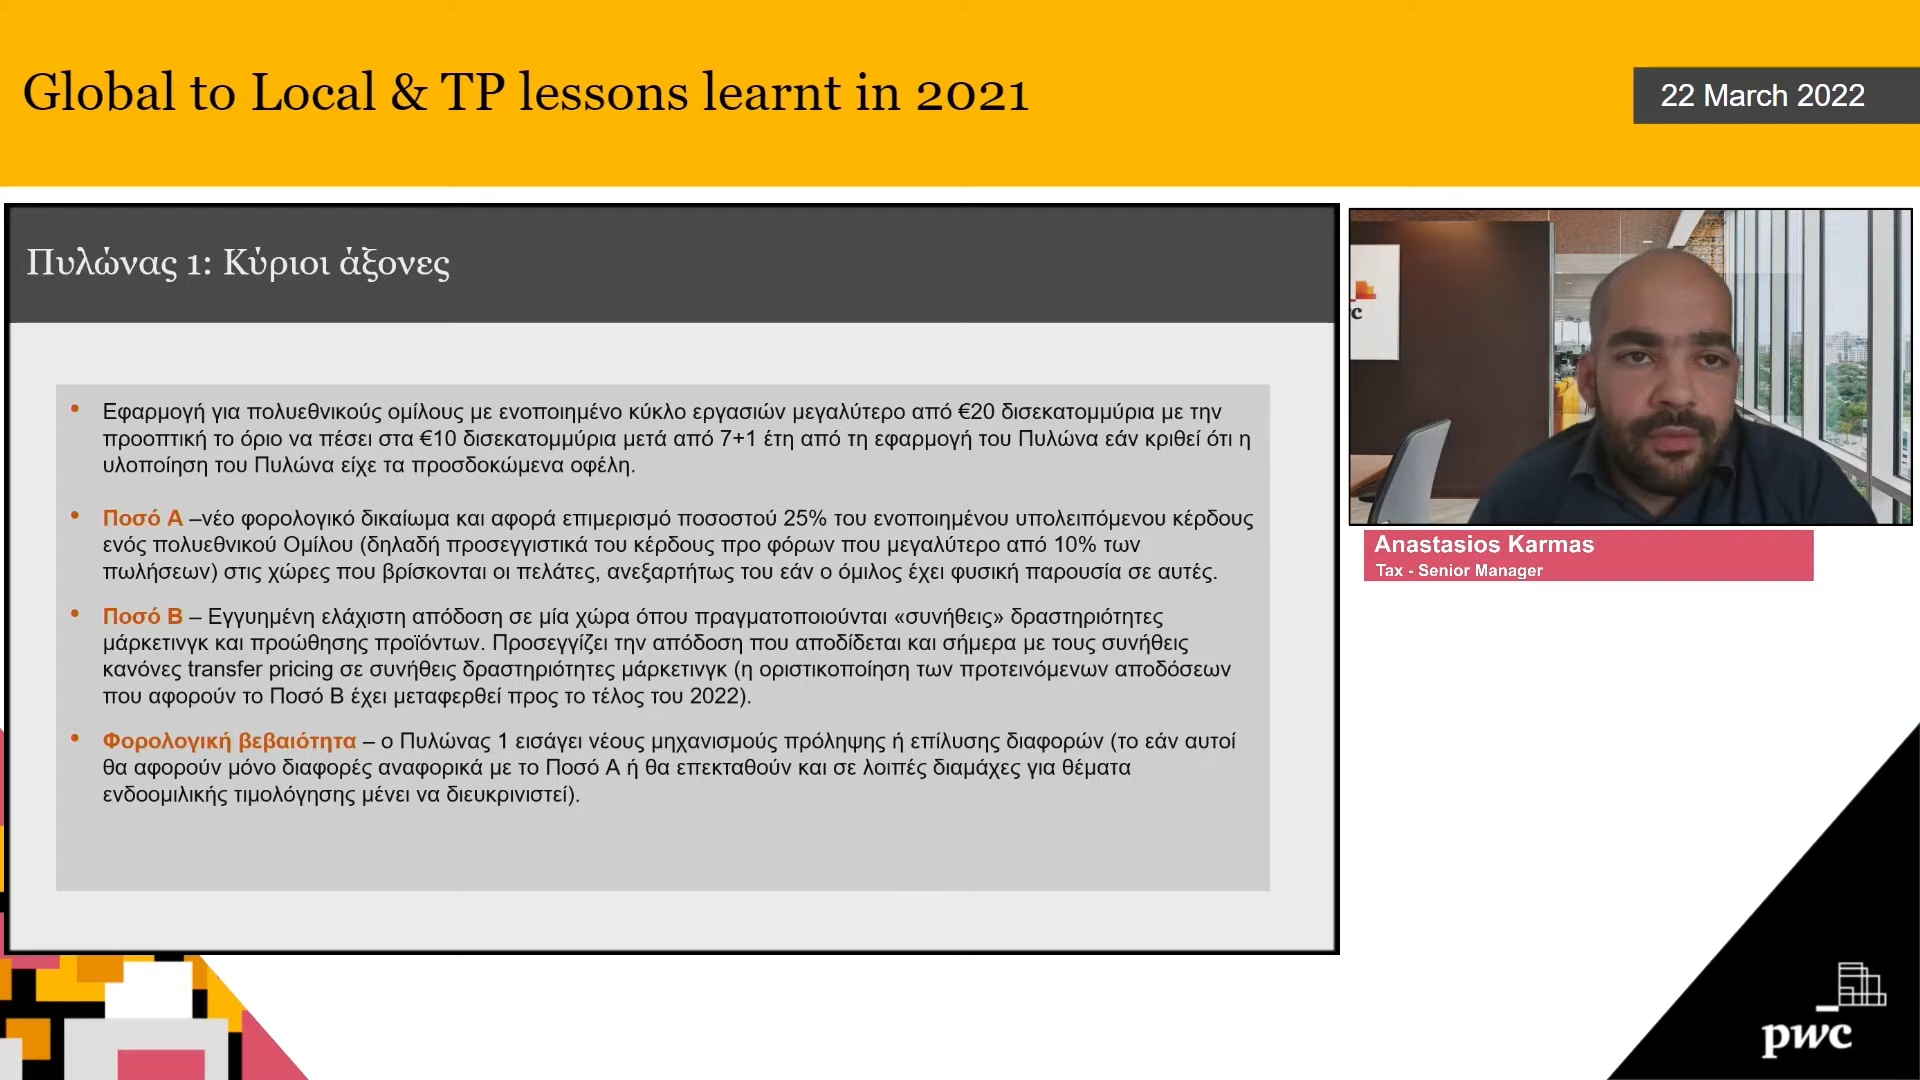 Global to Local & TP lessons learnt in 2021
22 March 2022
Πυλώνας 1: Κύριοι άξονες
• Εφαρμογή για πολυεθνικούς ομίλους με ενοποιημένο κύκλο εργασιών μεγαλύτερο από €20 δισεκατομμύρια με την
προοπτική το όριο να πέσει στα €10 δισεκατομμύρια μετά από 7+1 έτη από τη εφαρμογή του Πυλώνα εάν κριθεί ότι η
υλοποίηση του Πυλώνα είχε τα προσδοκώμενα οφέλη.
• Ποσό Α –νέο φορολογικό δικαίωμα και αφορά επιμερισμό ποσοστού 25% του ενοποιημένου υπολειπόμενου κέρδους
ενός πολυεθνικού Ομίλου (δηλαδή προσεγγιστικά του κέρδους προ φόρων που μεγαλύτερο από 10% των
πωλήσεων) στις χώρες που βρίσκονται οι πελάτες, ανεξαρτήτως του εάν ο όμιλος έχει φυσική παρουσία σε αυτές.
• Ποσό Β – Εγγυημένη ελάχιστη απόδοση σε μία χώρα όπου πραγματοποιούνται «συνήθεις» δραστηριότητες
μάρκετινγκ και προώθησης προϊόντων. Προσεγγίζει την απόδοση που αποδίδεται και σήμερα με τους συνήθεις
κανόνες transfer pricing σε συνήθεις δραστηριότητες μάρκετινγκ (η οριστικοποίηση των προτεινόμενων αποδόσεων
που αφορούν το Ποσό Β έχει μεταφερθεί προς το τέλος του 2022).
• Φορολογική βεβαιότητα – ο Πυλώνας 1 εισάγει νέους μηχανισμούς πρόληψης ή επίλυσης διαφορών (το εάν αυτοί
θα αφορούν μόνο διαφορές αναφορικά με το Ποσό Α ή θα επεκταθούν και σε λοιπές διαμάχες για θέματα
ενδοομιλικής τιμολόγησης μένει να διευκρινιστεί).
c
Anastasios Karmas
Tax - Senior Manager
pwc